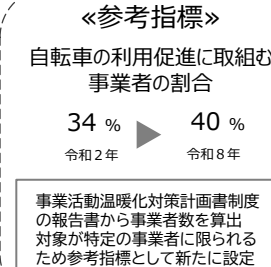 ≪参考指標≫
自転車の利用促進に取組む
事業者の割合
34 % ▶ 40 %
令和２年 令和８年
事業活動温暖化対策計画書制度
の報告書から事業者数を算出
対象が特定の事業者に限られる
ため参考指標として新たに設定